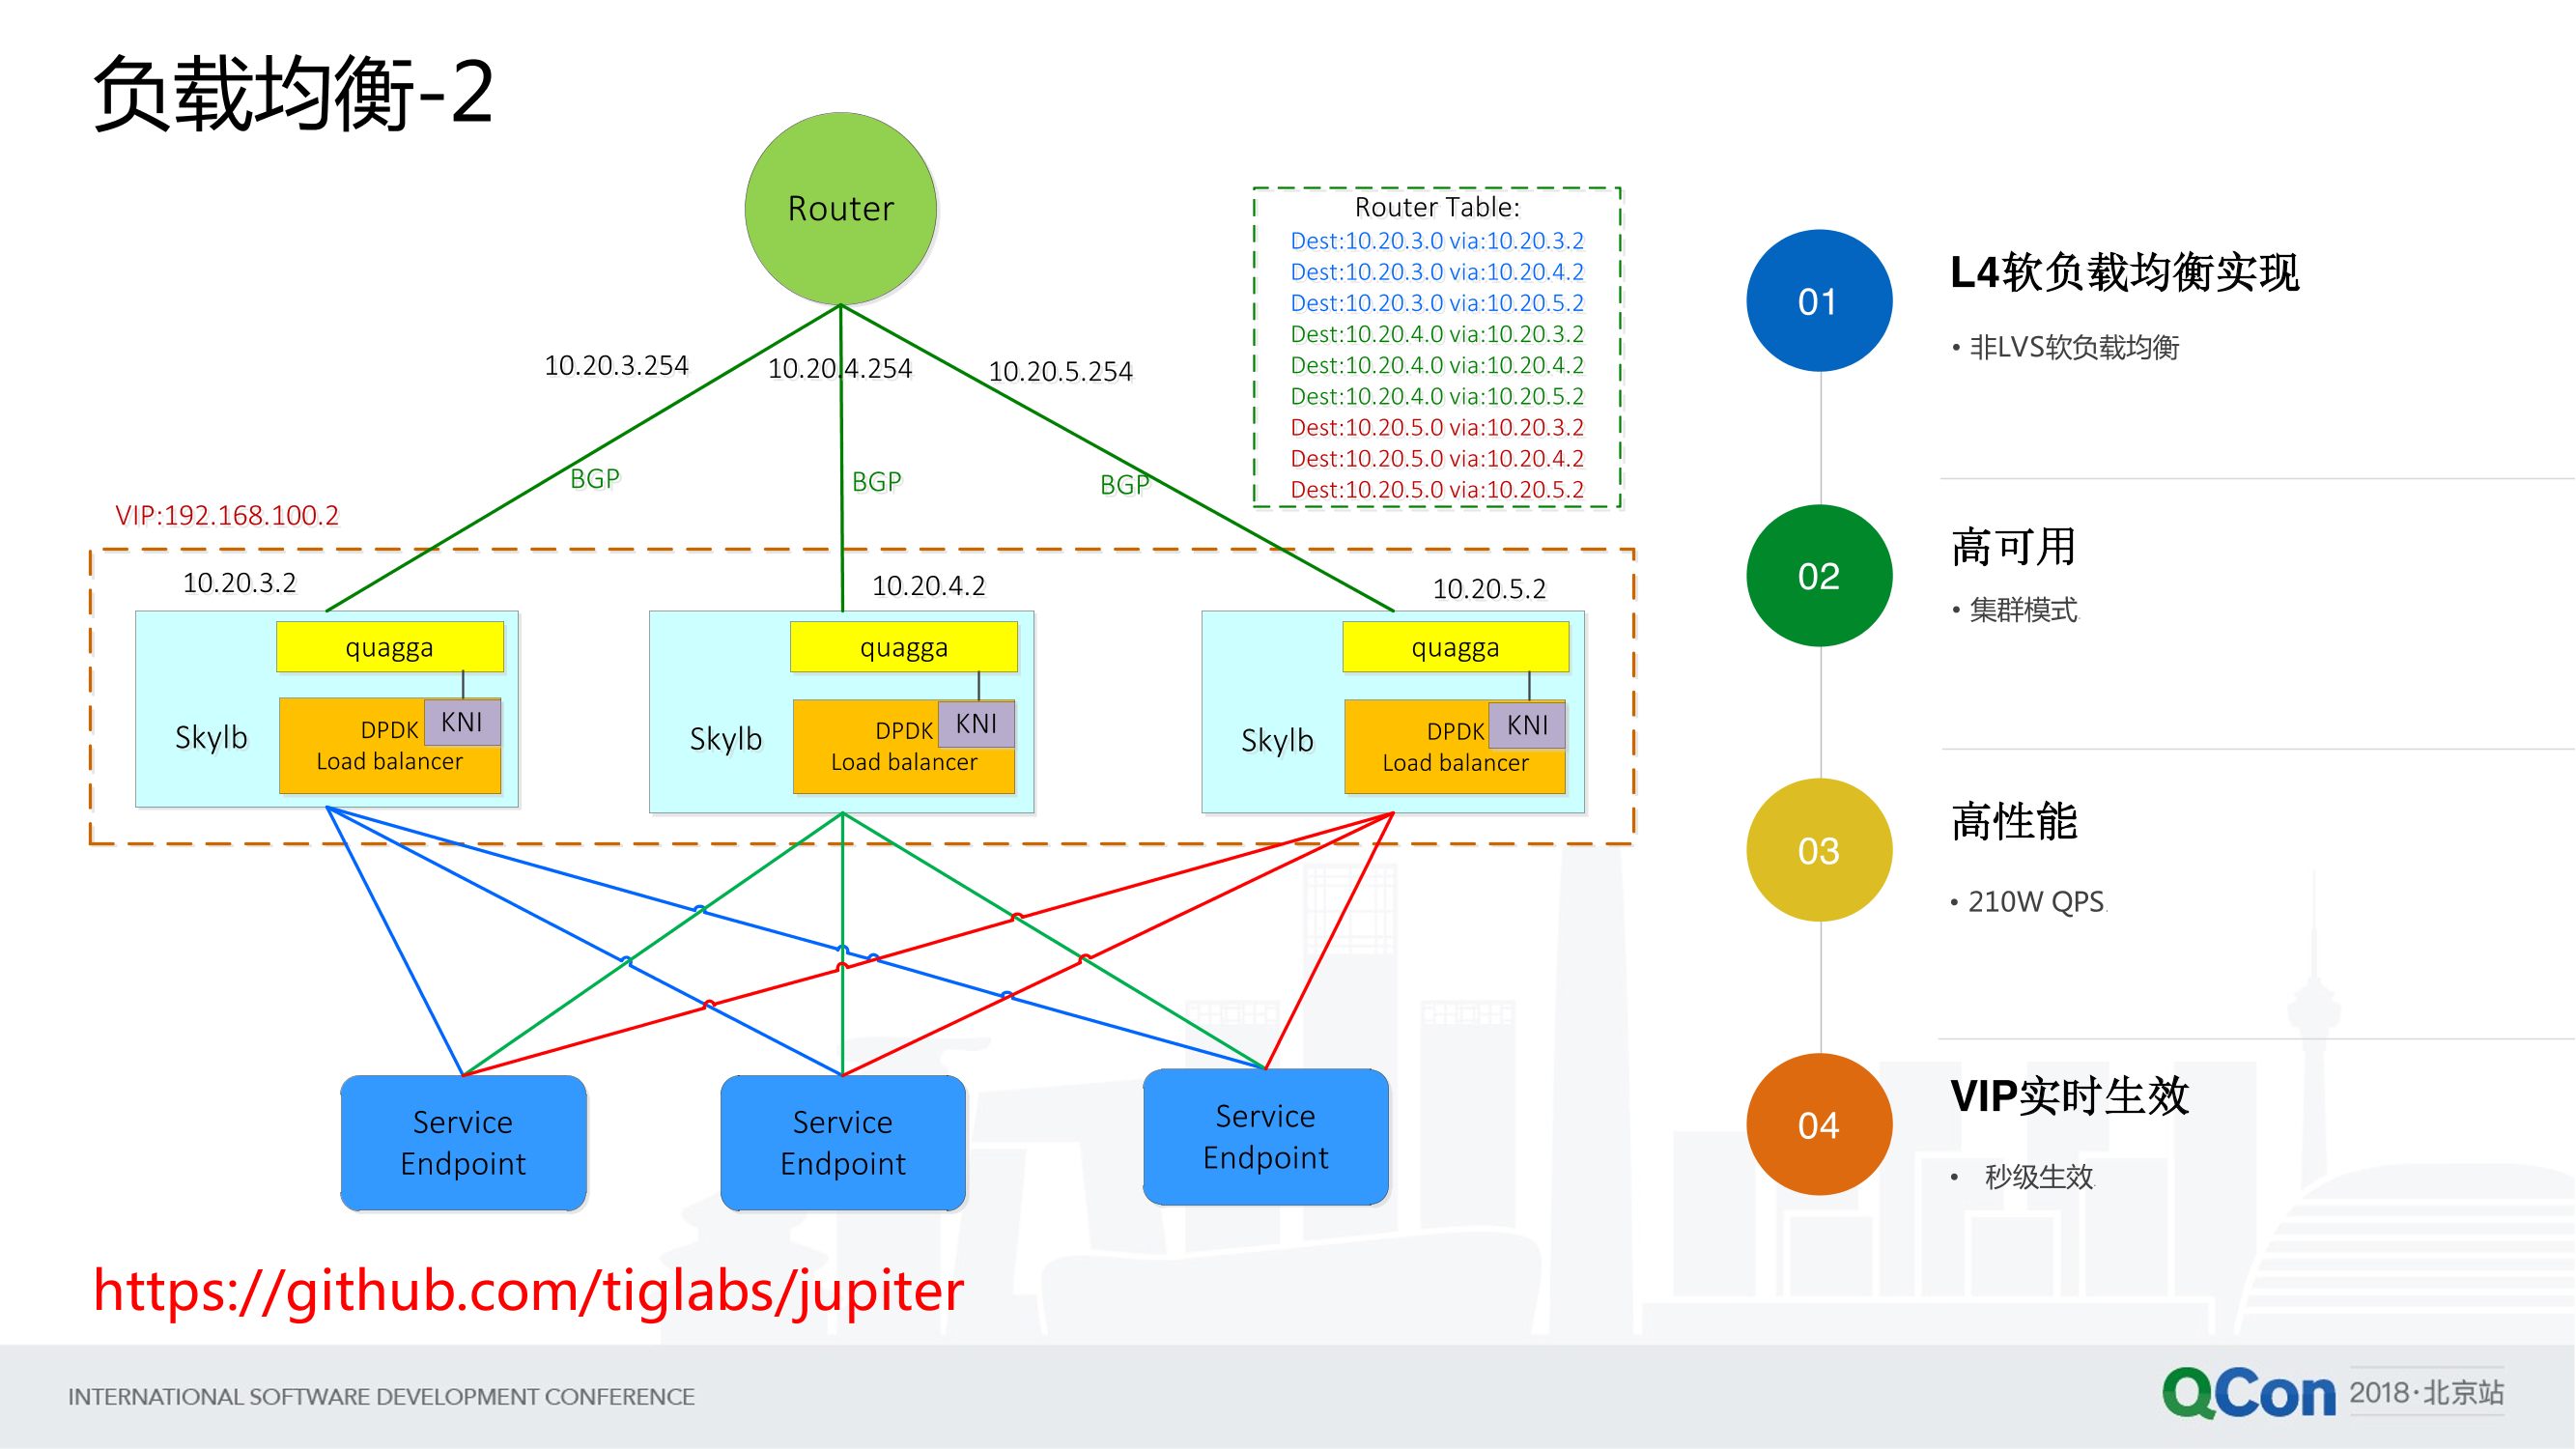 负载均衡-2
Router
10.20.3.254
10.20.4.254
10.20.5.254
BGP
BGP
BGP
Router Table:
Dest:10.20.3.0 via:10.20.3.2
Dest:10.20.3.0 via:10.20.4.2
Dest:10.20.3.0 via:10.20.5.2
Dest:10.20.4.0 via:10.20.3.2
Dest:10.20.4.0 via:10.20.4.2
Dest:10.20.4.0 via:10.20.5.2
Dest:10.20.5.0 via:10.20.3.2
Dest:10.20.5.0 via:10.20.4.2
Dest:10.20.5.0 via:10.20.5.2
VIP:192.168.100.2
10.20.3.2
quagga
KNI
Skylb
DPDK
Load balancer
10.20.4.2
quagga
KNI
Skylb
DPDK
Load balancer
10.20.5.2
quagga
KNI
Skylb
DPDK
Load balancer
Service
Endpoint
Service
Endpoint
Service
Endpoint
https://github.com/tiglabs/jupiter
01
L4软负载均衡实现
• 非LVS软负载均衡
02
高可用
• 集群模式
03
高性能
• 210W QPS
04
VIP实时生效
• 秒级生效
INTERNATIONAL SOFTWARE DEVELOPMENT CONFERENCE
QCon 2018·北京站